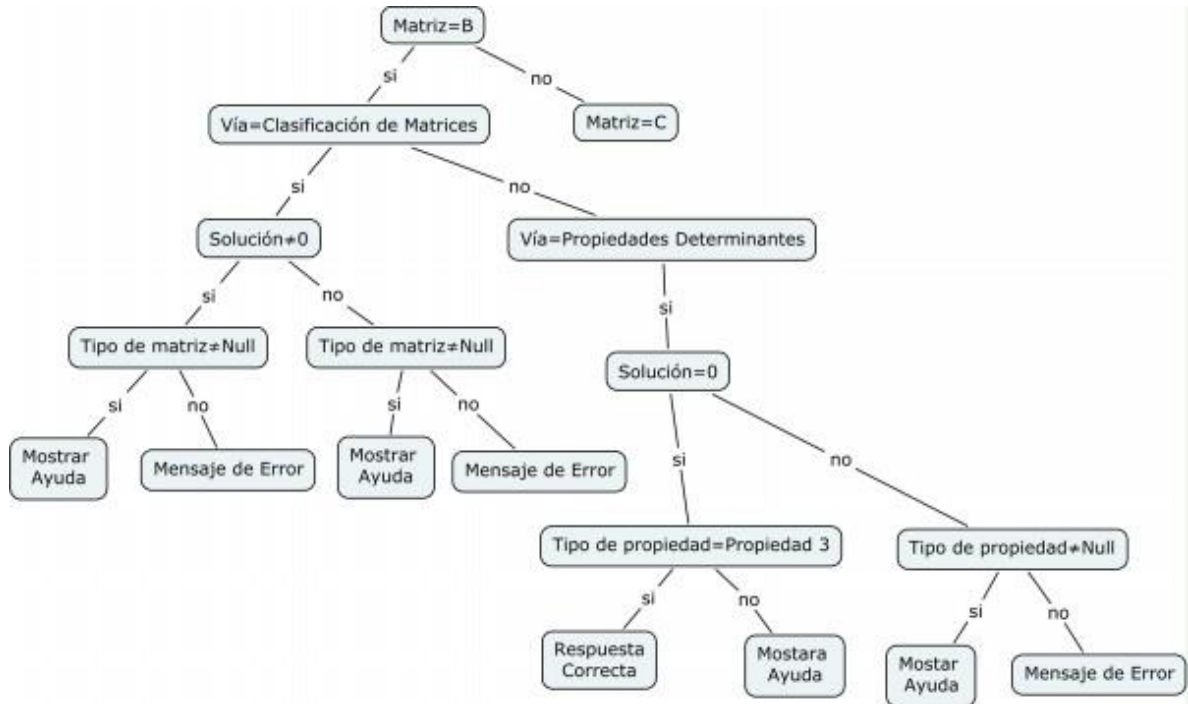 Matriz=B
si
no
Vía=Clasificación de Matrices
Matriz=C
si
no
Solución≠0
Vía=Propiedades Determinantes
si
no
si
Tipo de matriz≠Null
Tipo de matriz≠Null
Solución=0
si
no
si
no
Mostrar
Ayuda
Mensaje de Error
Mostrar
Ayuda
Mensaje de Error
si
no
Tipo de propiedad=Propiedad 3
Tipo de propiedad≠Null
si
no
si
no
Respuesta
Correcta
Mostara
Ayuda
Mostar
Ayuda
Mensaje de Error